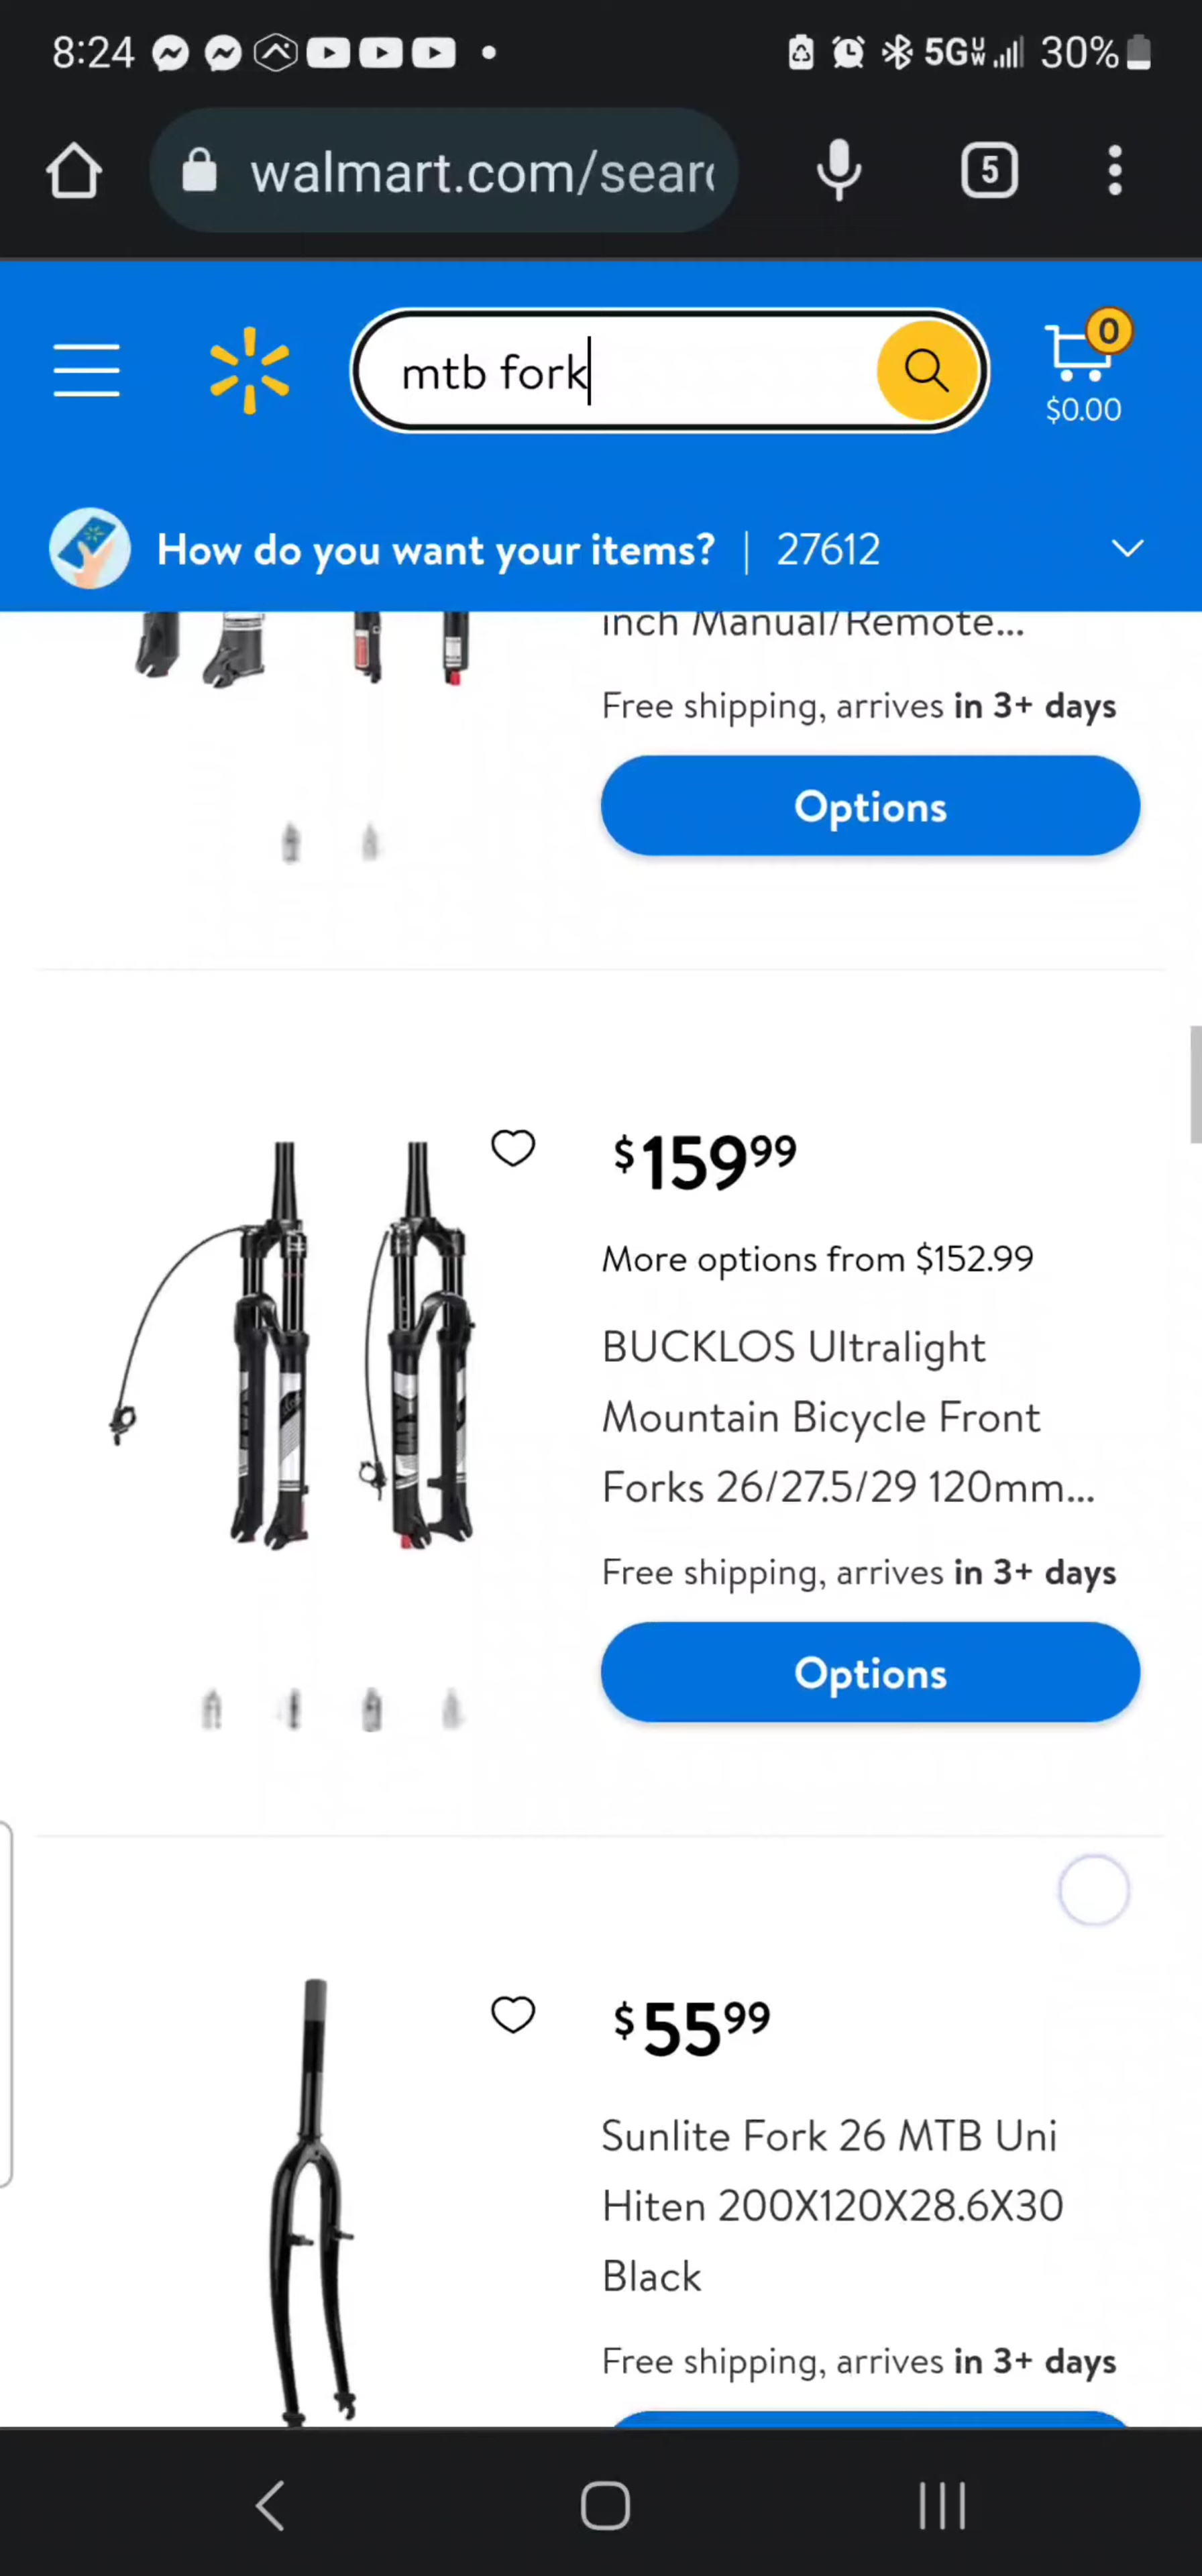 8:24 5G UW 30%
walmart.com/sear
5
mtb fork
0
$0.00
How do you want your items? | 27612
inch Manual/Remote...
Free shipping, arrives in 3+ days
Options
$159.99
More options from $152.99
BUCKLOS Ultralight
Mountain Bicycle Front
Forks 26/27.5/29 120mm...
Free shipping, arrives in 3+ days
Options
$55.99
Sunlite Fork 26 MTB Uni
Hiten 200X120X28.6X30
Black
Free shipping, arrives in 3+ days